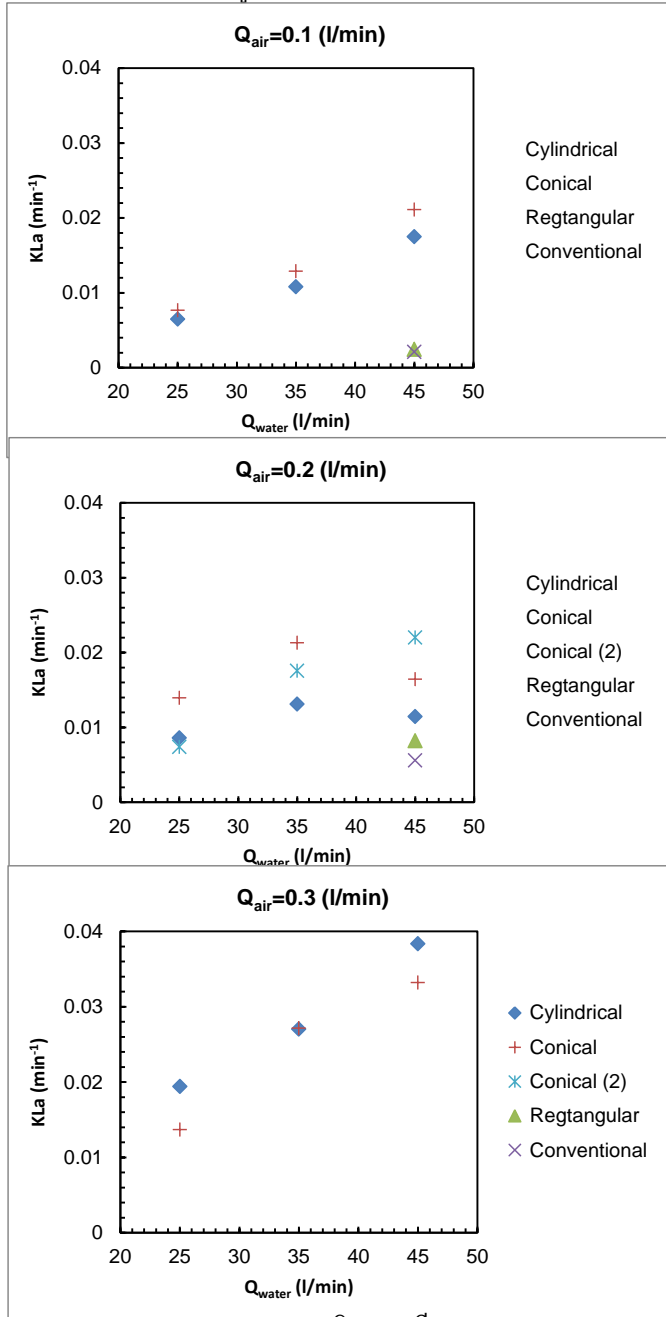 Qair=0.1 (l/min)
0.04
0.03
0.02
0.01
0
KLa (min-1)
20 25 30 35 40 45 50
Qwater (l/min)
Cylindrical
Conical
Regtangular
Conventional
Qair=0.2 (l/min)
0.04
0.03
0.02
0.01
0
KLa (min-1)
20 25 30 35 40 45 50
Qwater (l/min)
Cylindrical
Conical
Conical (2)
Regtangular
Conventional
Qair=0.3 (l/min)
0.04
0.03
0.02
0.01
0
KLa (min-1)
20 25 30 35 40 45 50
Qwater (l/min)
Cylindrical
Conical
Conical (2)
Regtangular
Conventional